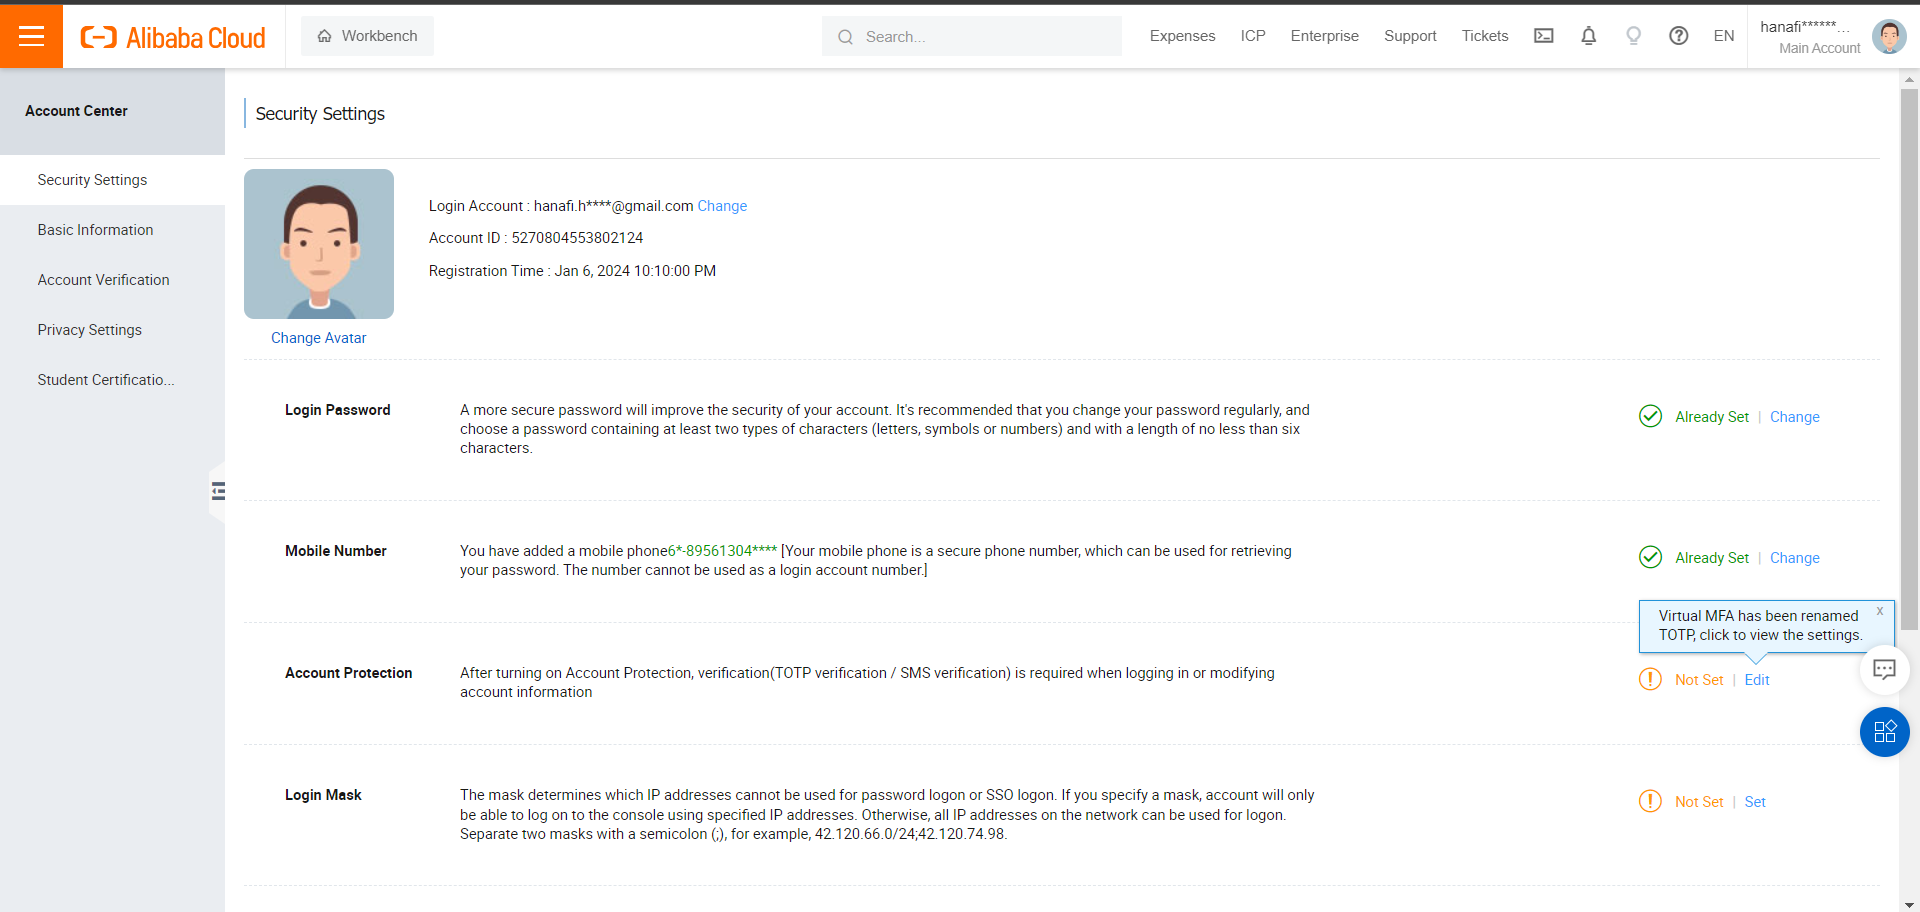 Alibaba Cloud
Workbench
Search...
Expenses
ICP
Enterprise
Support
Tickets
EN
hanafi******...
Main Account
Account Center
Security Settings
Basic Information
Account Verification
Privacy Settings
Student Certificatio...
Security Settings
Login Account : hanafi.h****@gmail.com Change
Account ID : 5270804553802124
Registration Time : Jan 6, 2024 10:10:00 PM
Change Avatar
Login Password
A more secure password will improve the security of your account. It's recommended that you change your password regularly, and
choose a password containing at least two types of characters (letters, symbols or numbers) and with a length of no less than six
characters.
Already Set | Change
Mobile Number
You have added a mobile phone6*-89561304**** [Your mobile phone is a secure phone number, which can be used for retrieving
your password. The number cannot be used as a login account number.]
Already Set | Change
Virtual MFA has been renamed x
TOTP, click to view the settings.
Account Protection
After turning on Account Protection, verification(TOTP verification / SMS verification) is required when logging in or modifying
account information
Not Set | Edit
Login Mask
The mask determines which IP addresses cannot be used for password logon or SSO logon. If you specify a mask, account will only
be able to log on to the console using specified IP addresses. Otherwise, all IP addresses on the network can be used for logon.
Separate two masks with a semicolon (;), for example, 42.120.66.0/24;42.120.74.98.
Not Set | Set